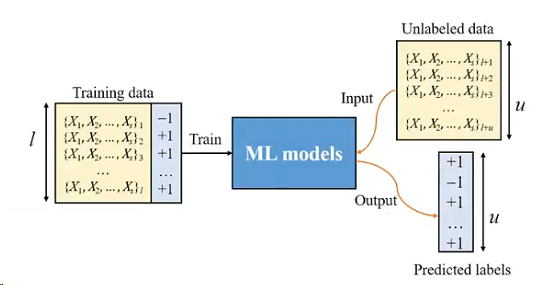 Unlabeled data
{X₁, X₂, ..., Xₛ}ₗ₊₁
{X₁, X₂, ..., Xₛ}ₗ₊₂
{X₁, X₂, ..., Xₛ}ₗ₊₃
...
{X₁, X₂, ..., Xₛ}ₗ₊ᵤ
u
Training data
l
{X₁, X₂, ..., Xₛ}₁ −1
{X₁, X₂, ..., Xₛ}₂ +1
{X₁, X₂, ..., Xₛ}₃ +1
... ...
{X₁, X₂, ..., Xₛ}ₗ +1
Train
ML models
Input
Output
+1
−1
+1
...
+1
u
Predicted labels